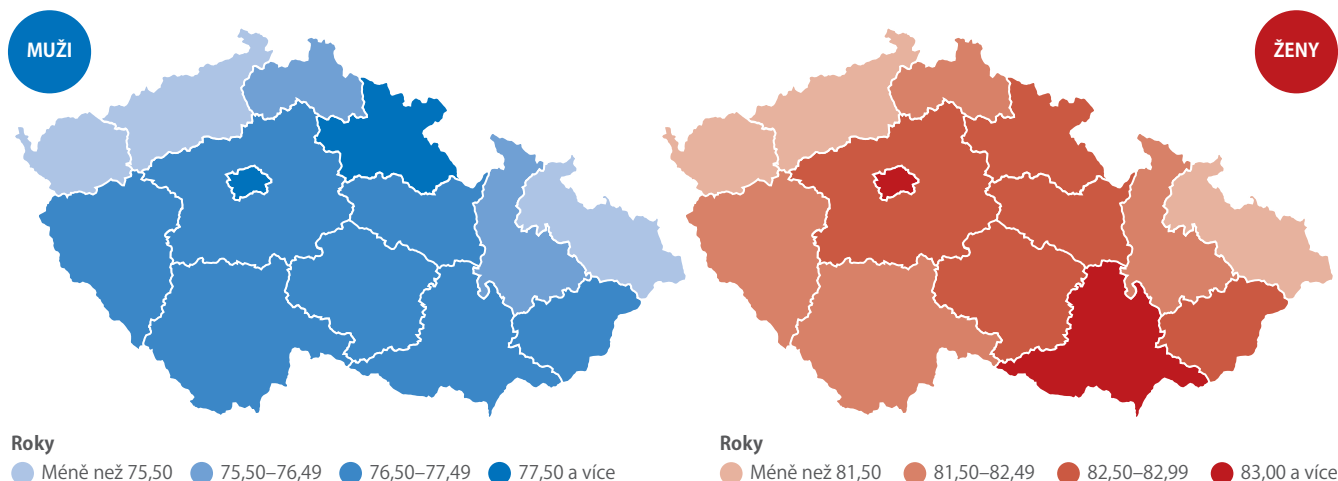 MUŽI
ŽENY
Roky
Méně než 75,50 75,50–76,49 76,50–77,49 77,50 a více
Roky
Méně než 81,50 81,50–82,49 82,50–82,99 83,00 a více